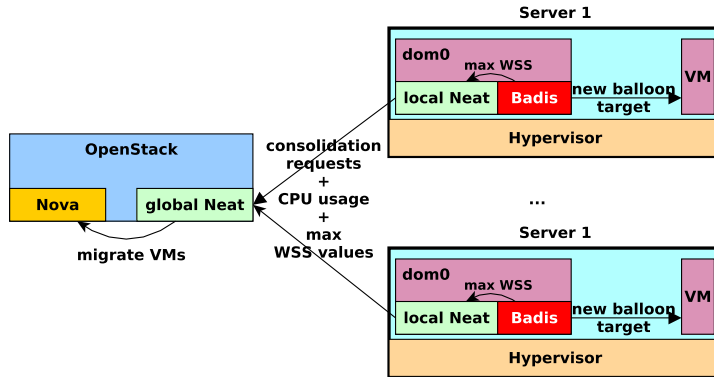 Server 1
dom0
max WSS
local Neat
Badis
new balloon
target
VM
Hypervisor
OpenStack
Nova
global Neat
migrate VMs
consolidation
requests
+
CPU usage
+
max
WSS values
...
Server 1
dom0
max WSS
local Neat
Badis
new balloon
target
VM
Hypervisor